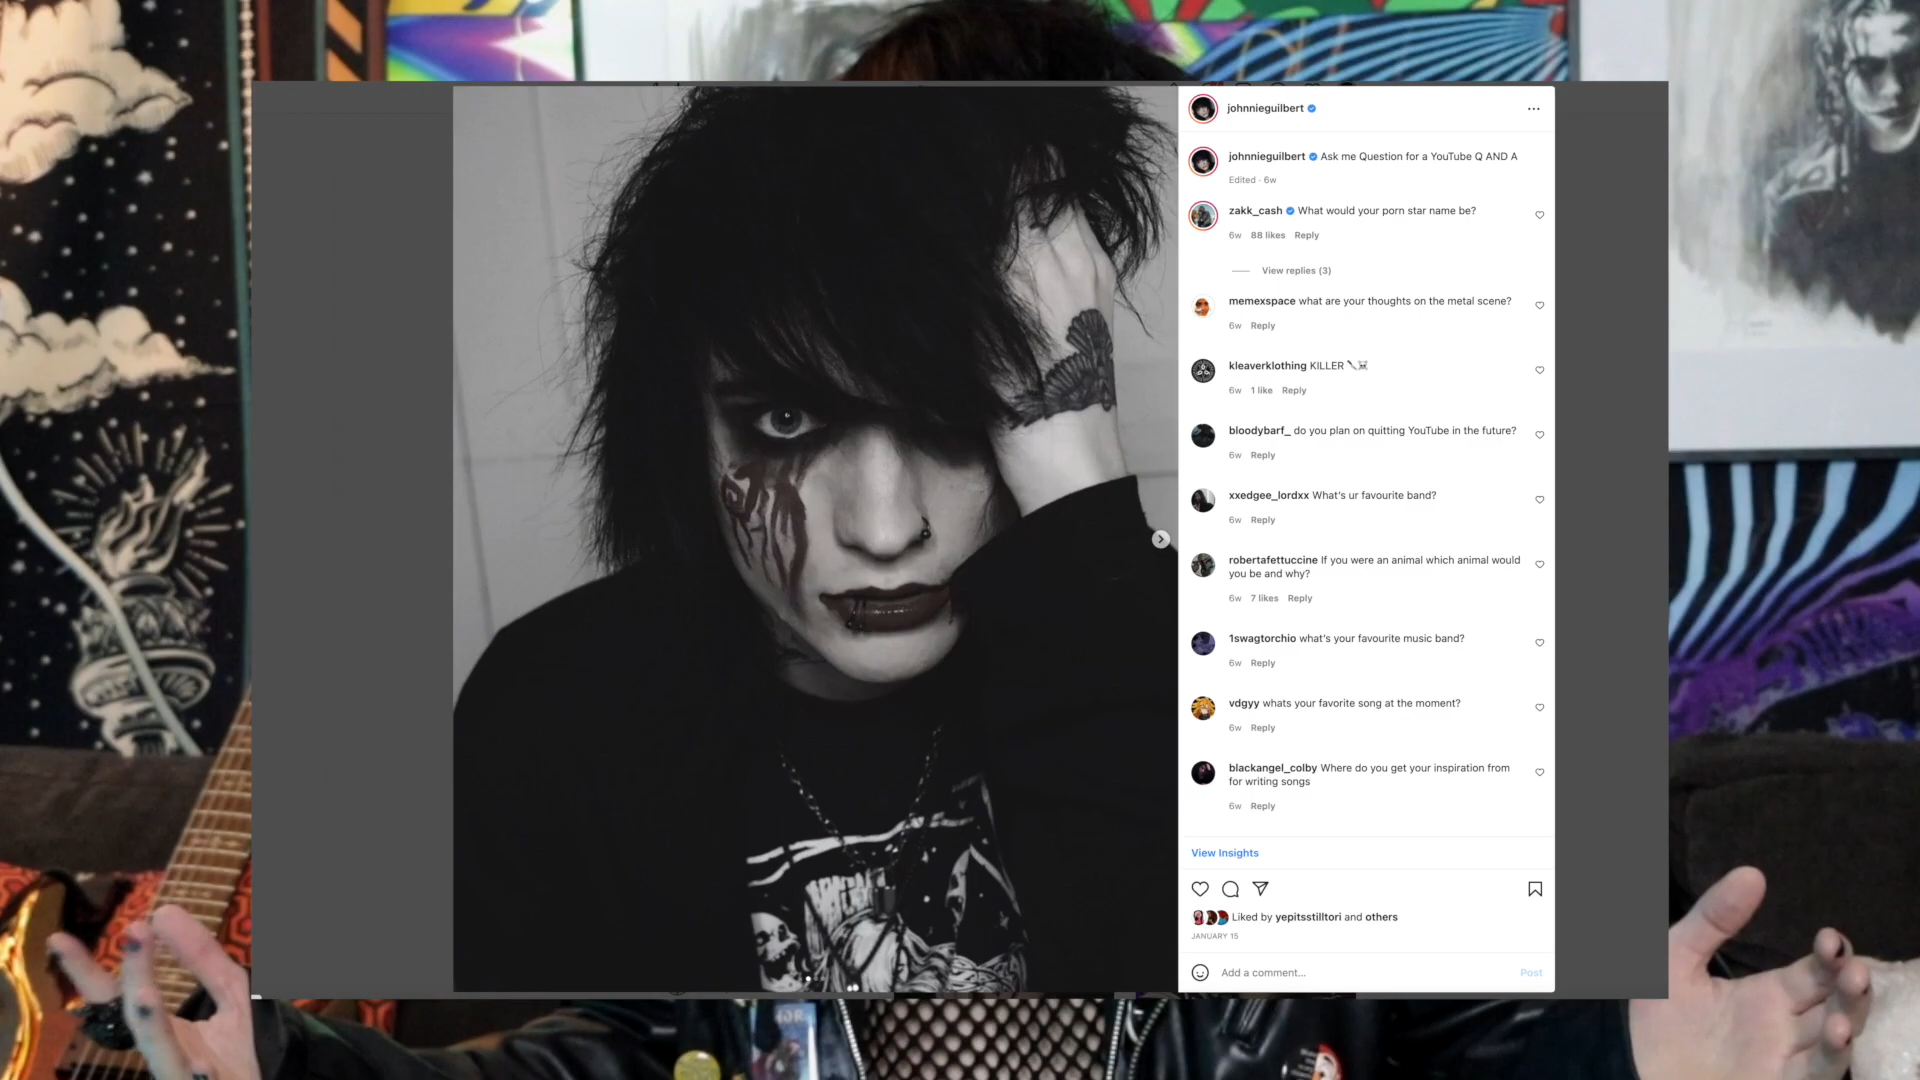 johnnieguilbert
johnnieguilbert Ask me Question for a YouTube Q AND A
Edited · 6w
zakk_cash What would your porn star name be?
6w 88 likes Reply
View replies (3)
memexspace what are your thoughts on the metal scene?
6w Reply
kleaverklothing KILLER 🔪☠️
6w 1 like Reply
bloodybarf_ do you plan on quitting YouTube in the future?
6w Reply
xxedgee_lordxx What's ur favourite band?
6w Reply
robertafettuccine If you were an animal which animal would
you be and why?
6w 7 likes Reply
1swagtorchio what's your favourite music band?
6w Reply
vdgyy whats your favorite song at the moment?
6w Reply
blackangel_colby Where do you get your inspiration from
for writing songs
6w Reply
View Insights
Liked by yepitsstilltori and others
JANUARY 15
Add a comment...
Post